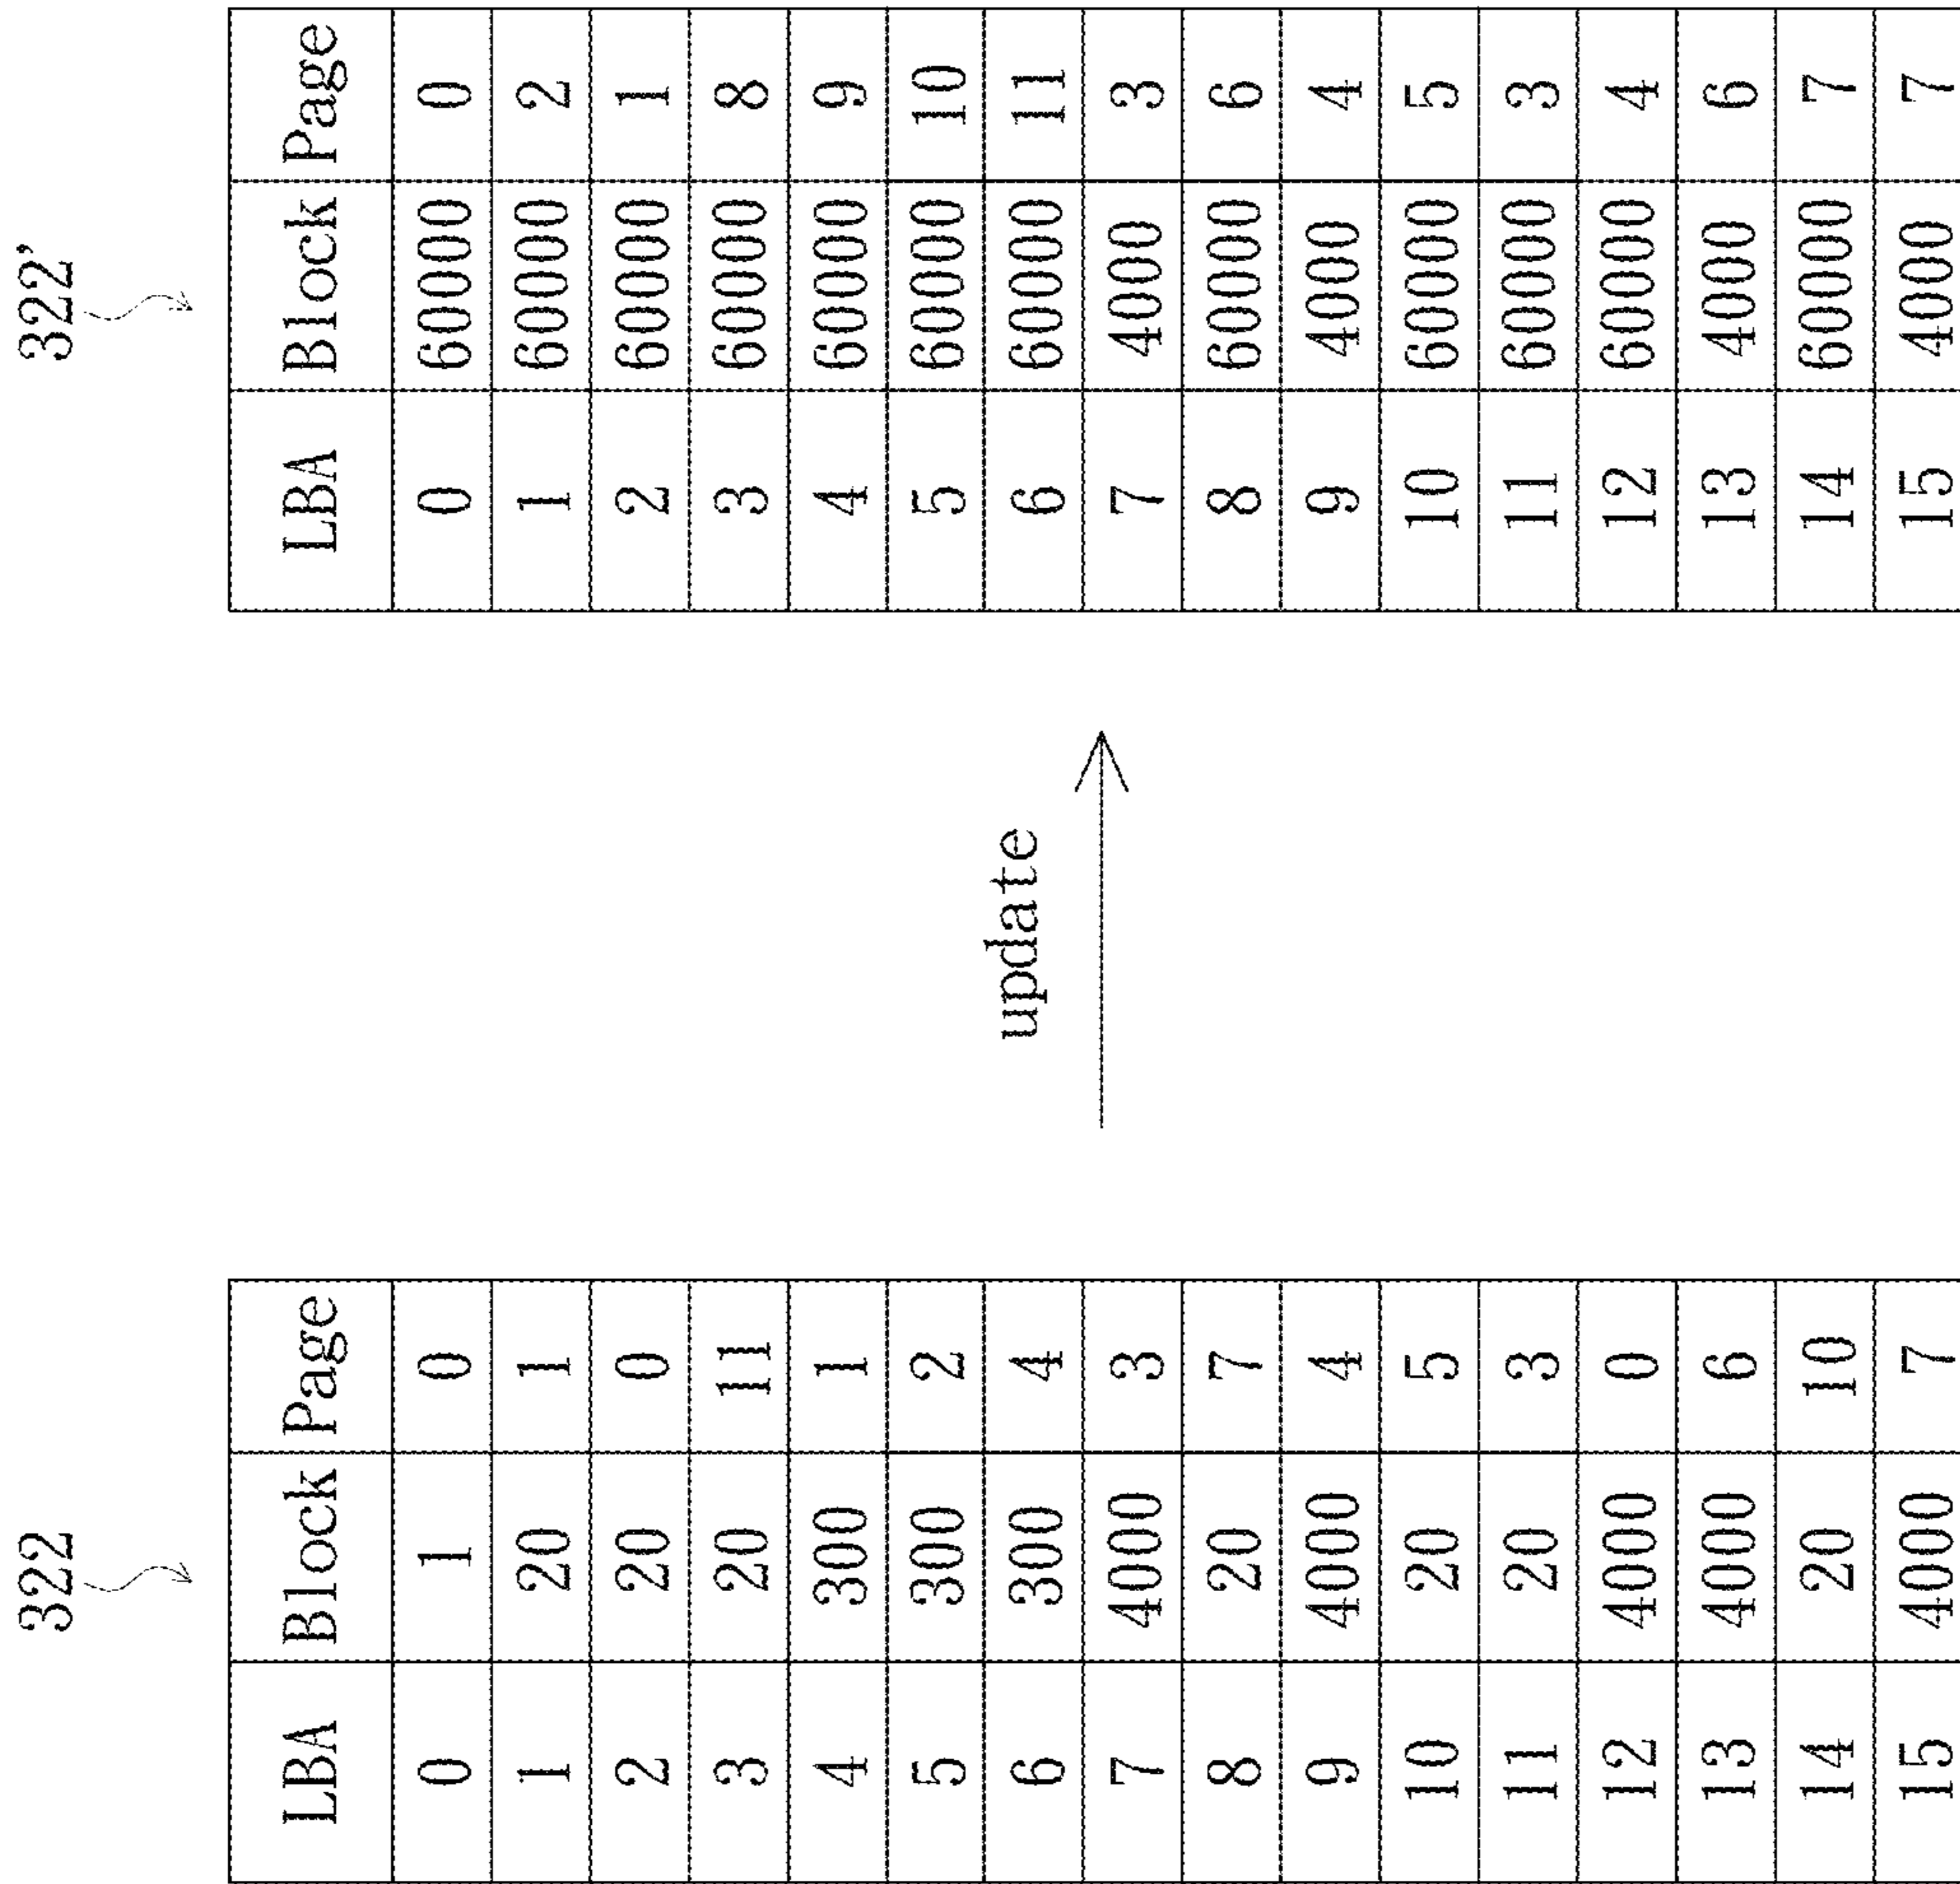 322
322'
LBA Block Page
0 1 0
1 20 1
2 20 0
3 20 11
4 300 1
5 300 2
6 300 4
7 4000 3
8 20 7
9 4000 4
10 20 5
11 20 3
12 4000 0
13 4000 6
14 20 10
15 4000 7
update
LBA Block Page
0 60000 0
1 60000 2
2 60000 1
3 60000 8
4 60000 9
5 60000 10
6 60000 11
7 4000 3
8 60000 6
9 4000 4
10 60000 5
11 60000 3
12 60000 4
13 4000 6
14 60000 7
15 4000 7